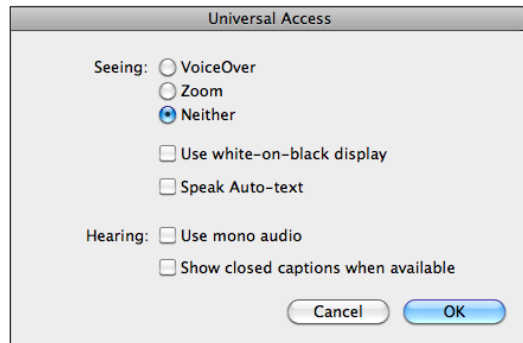 Universal Access
Seeing: VoiceOver
Zoom
Neither
Use white-on-black display
Speak Auto-text
Hearing: Use mono audio
Show closed captions when available
Cancel OK